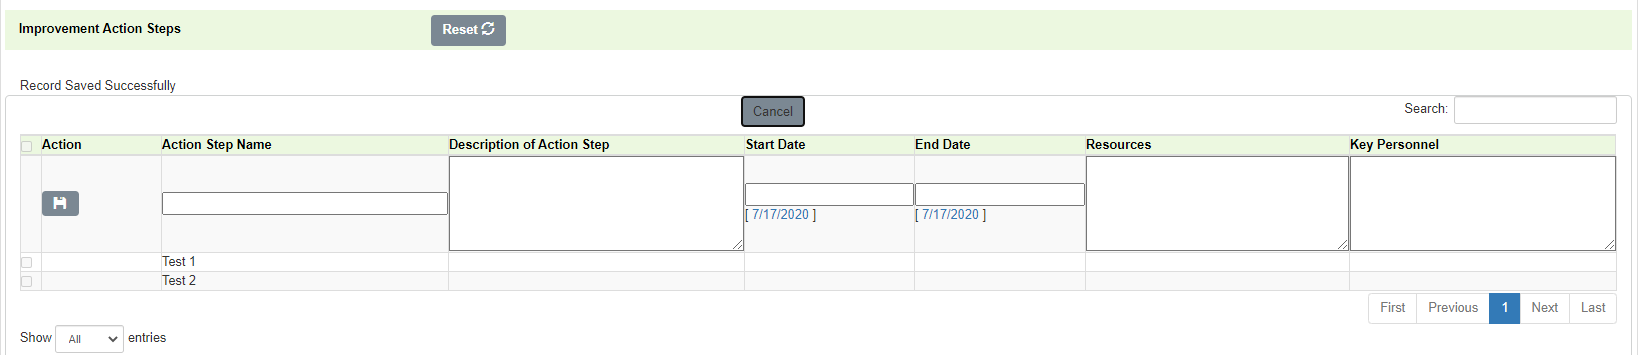 Improvement Action Steps Reset
Record Saved Successfully
Cancel Search:
Action Action Step Name Description of Action Step Start Date End Date Resources Key Personnel
[ 7/17/2020 ] [ 7/17/2020 ]
Test 1
Test 2
First Previous 1 Next Last
Show All entries